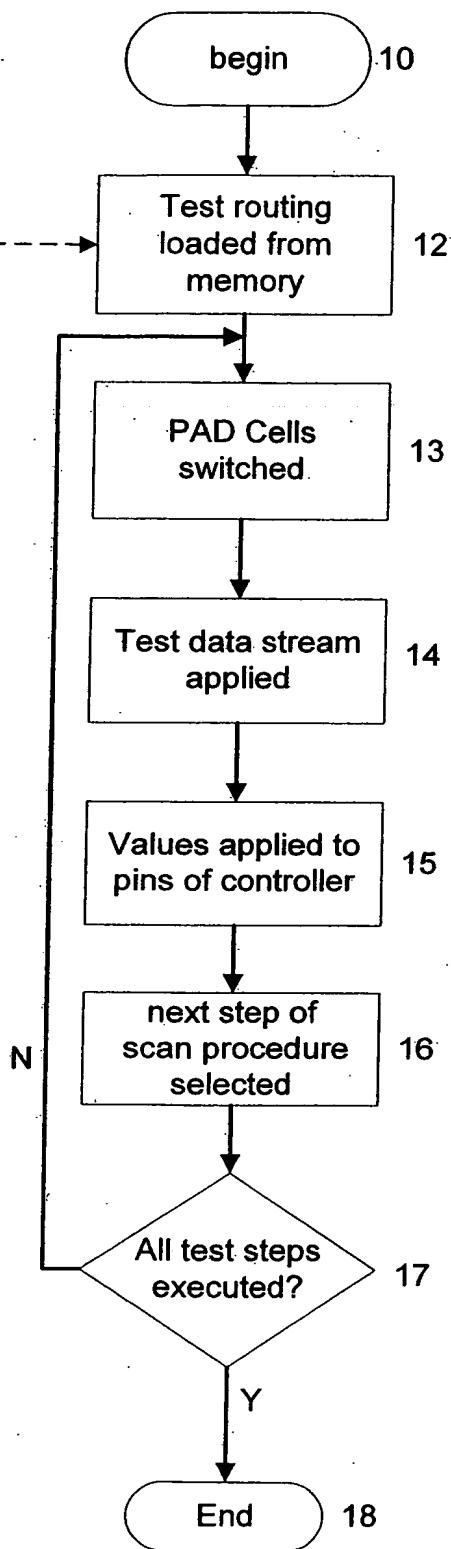 begin 10
Test routing
loaded from
memory
12
PAD Cells
switched
13
Test data stream
applied
14
Values applied to
pins of controller
15
next step of
scan procedure
selected
16
N
All test steps
executed?
17
Y
End 18